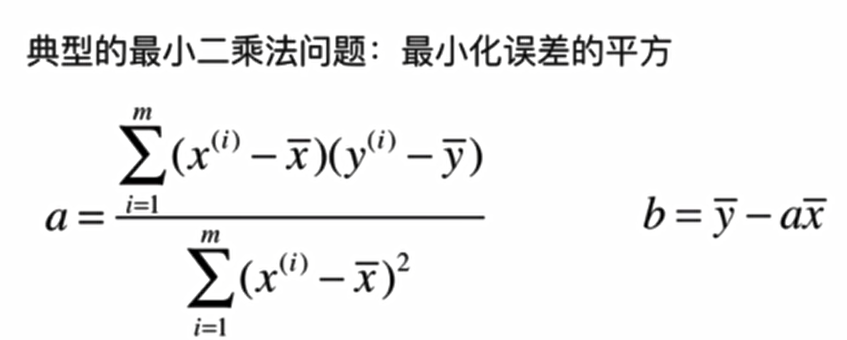 典型的最小二乘法问题：最小化误差的平方
a = \frac{\sum_{i=1}^{m}(x^{(i)} - \overline{x})(y^{(i)} - \overline{y})}{\sum_{i=1}^{m}(x^{(i)} - \overline{x})^2}
b = \overline{y} - a\overline{x}